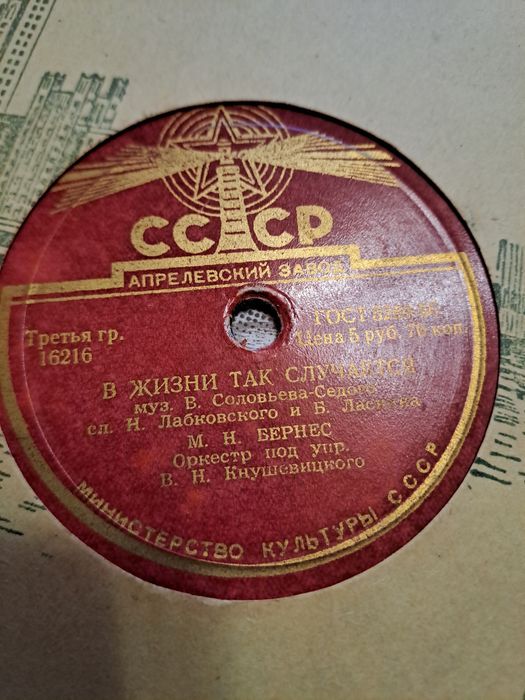 СССР
АПРЕЛЕВСКИЙ ЗАВОД
Третья гр.
16216
ГОСТ
Цена 5 руб. 70 коп.
В ЖИЗНИ ТАК СЛУЧАЕТСЯ
муз. В. Соловьева-Седого
сл. Н. Лабковского и Б. Ласкина
М. Н. БЕРНЕС
Оркестр под упр.
В. Н. Кнушевицкого
МИНИСТЕРСТВО КУЛЬТУРЫ СССР